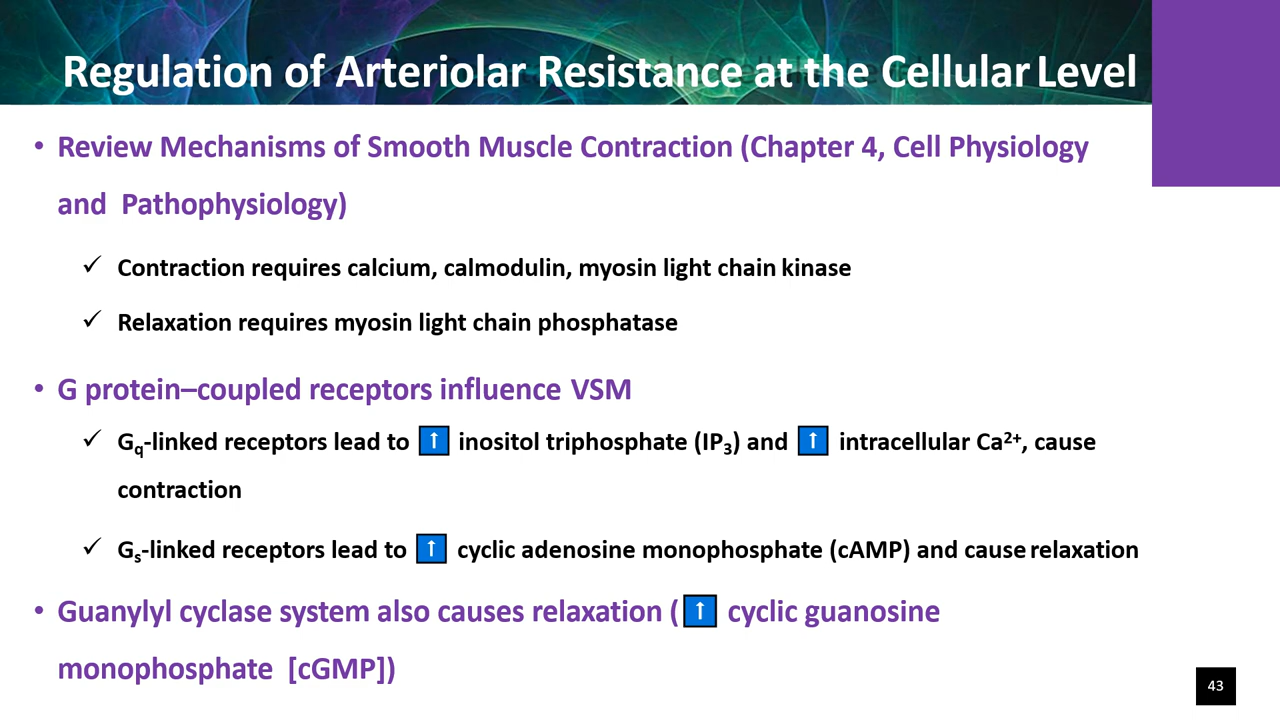 Regulation of Arteriolar Resistance at the Cellular Level
• Review Mechanisms of Smooth Muscle Contraction (Chapter 4, Cell Physiology
and Pathophysiology)
✓ Contraction requires calcium, calmodulin, myosin light chain kinase
✓ Relaxation requires myosin light chain phosphatase
• G protein–coupled receptors influence VSM
✓ Gq-linked receptors lead to ↑ inositol triphosphate (IP3) and ↑ intracellular Ca²⁺, cause
contraction
✓ Gs-linked receptors lead to ↑ cyclic adenosine monophosphate (cAMP) and cause relaxation
• Guanylyl cyclase system also causes relaxation (↑ cyclic guanosine
monophosphate [cGMP])
43